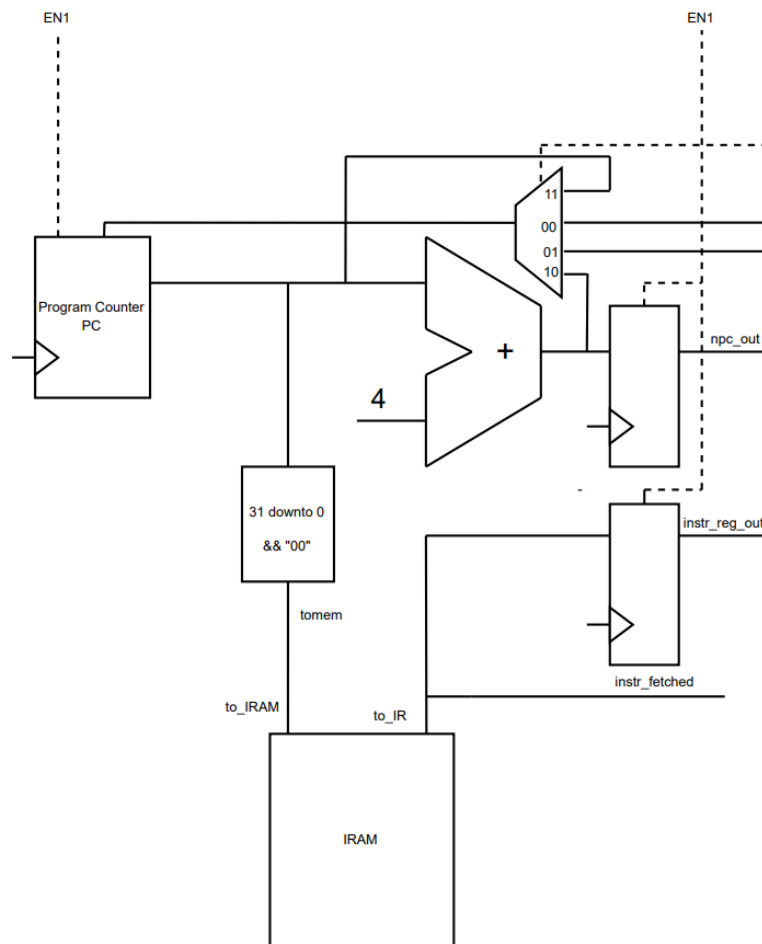 EN1
EN1
11
00
01
10
Program Counter
PC
+
npc_out
4
31 downto 0
&& "00"
instr_reg_out
tomem
instr_fetched
to_IRAM
to_IR
IRAM